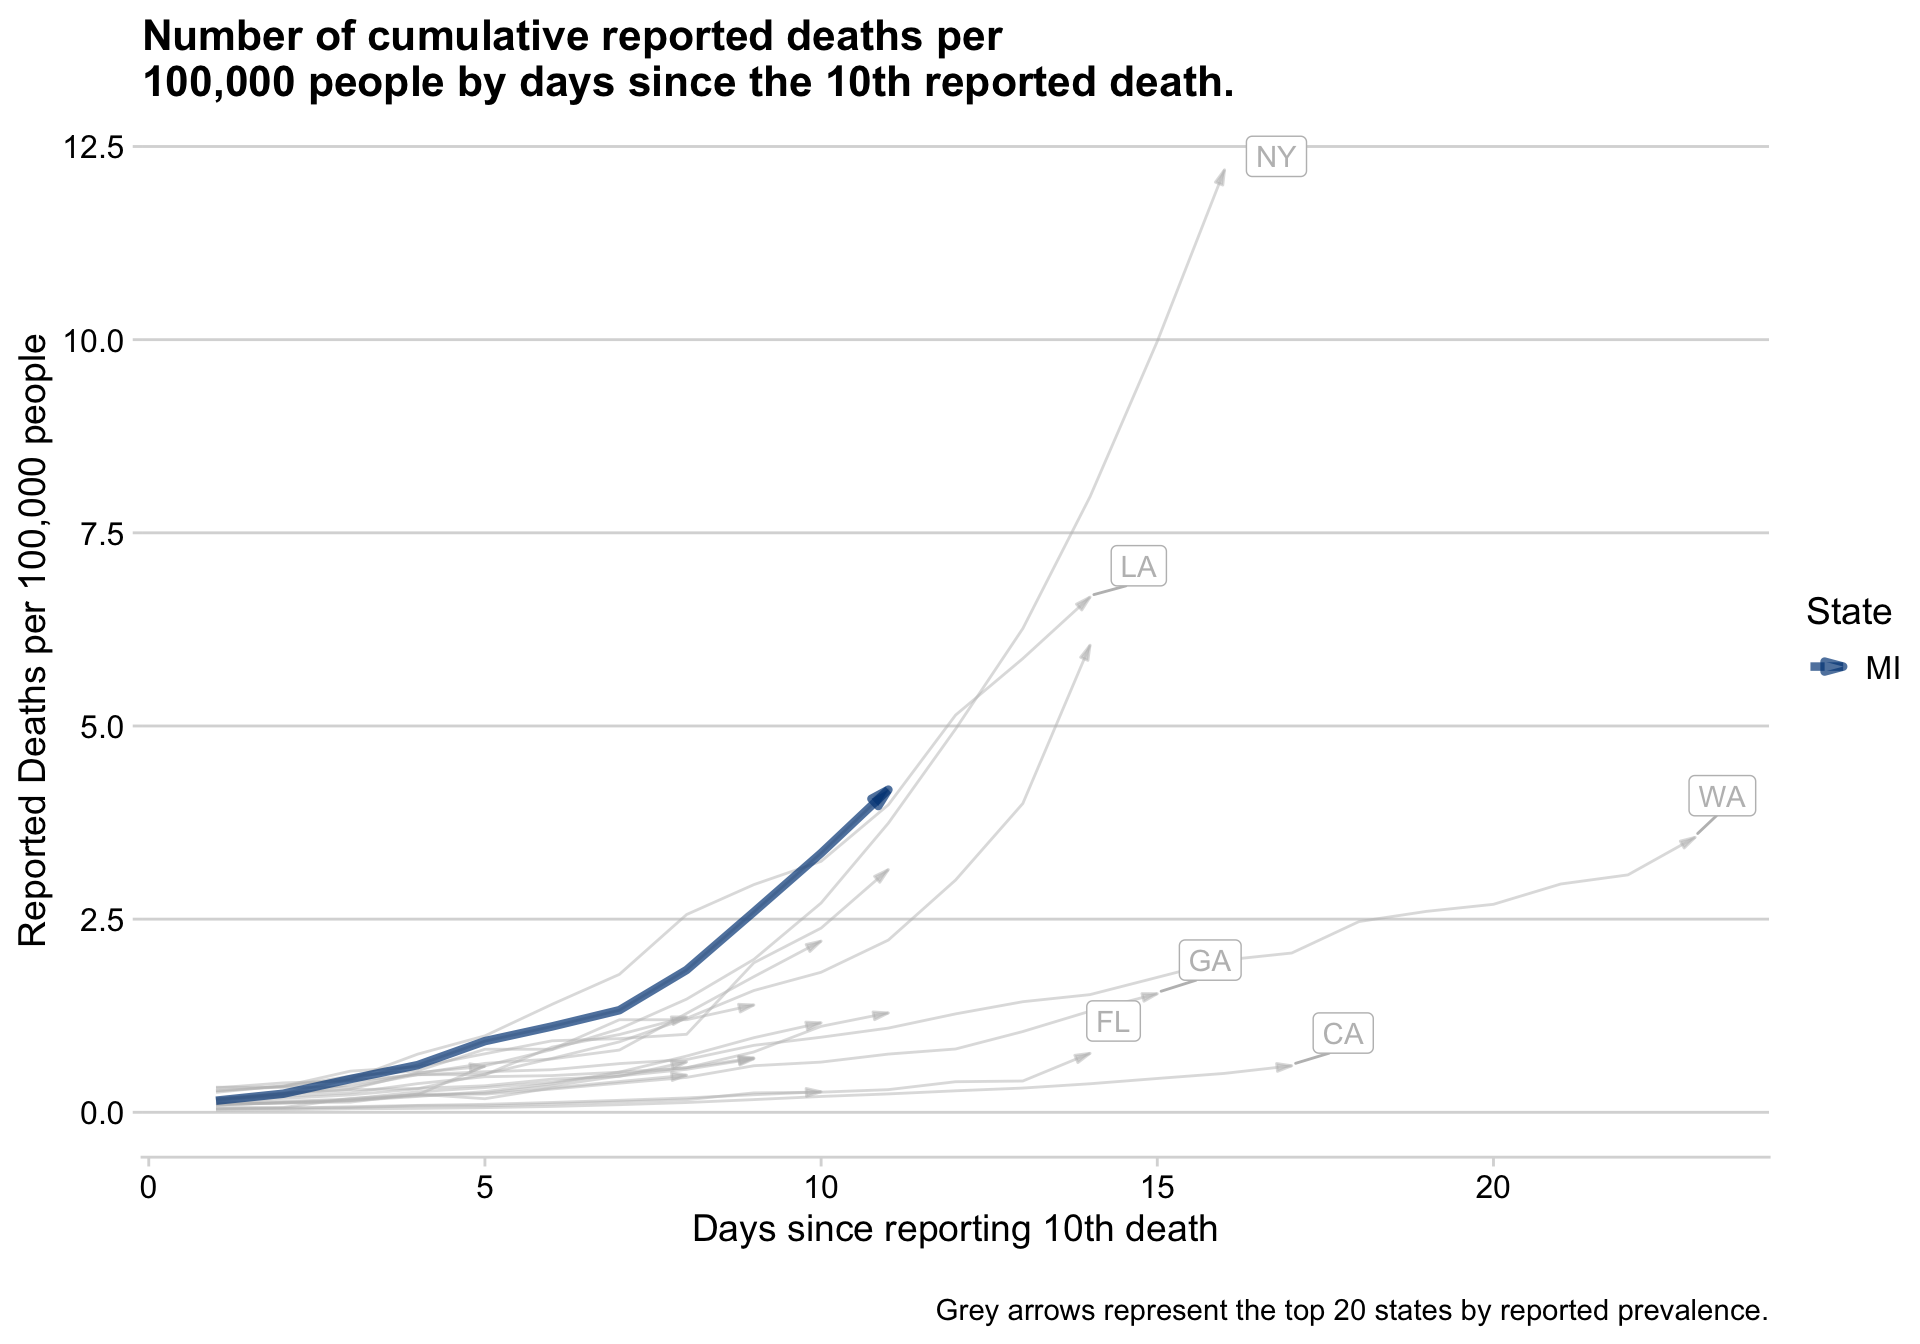 Number of cumulative reported deaths per
100,000 people by days since the 10th reported death.
12.5
10.0
7.5
5.0
2.5
0.0
Reported Deaths per 100,000 people
NY
LA
WA
GA
FL
CA
State
MI
0 5 10 15 20
Days since reporting 10th death
Grey arrows represent the top 20 states by reported prevalence.